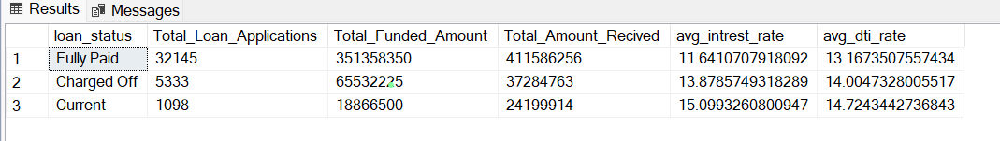 Results Messages
loan_status Total_Loan_Applications Total_Funded_Amount Total_Amount_Recived avg_intrest_rate avg_dti_rate
1 Fully Paid 32145 351358350 411586256 11.6410707918092 13.1673507557434
2 Charged Off 5333 65532225 37284763 13.8785749318289 14.0047328005517
3 Current 1098 18866500 24199914 15.0993260800947 14.7243442736843